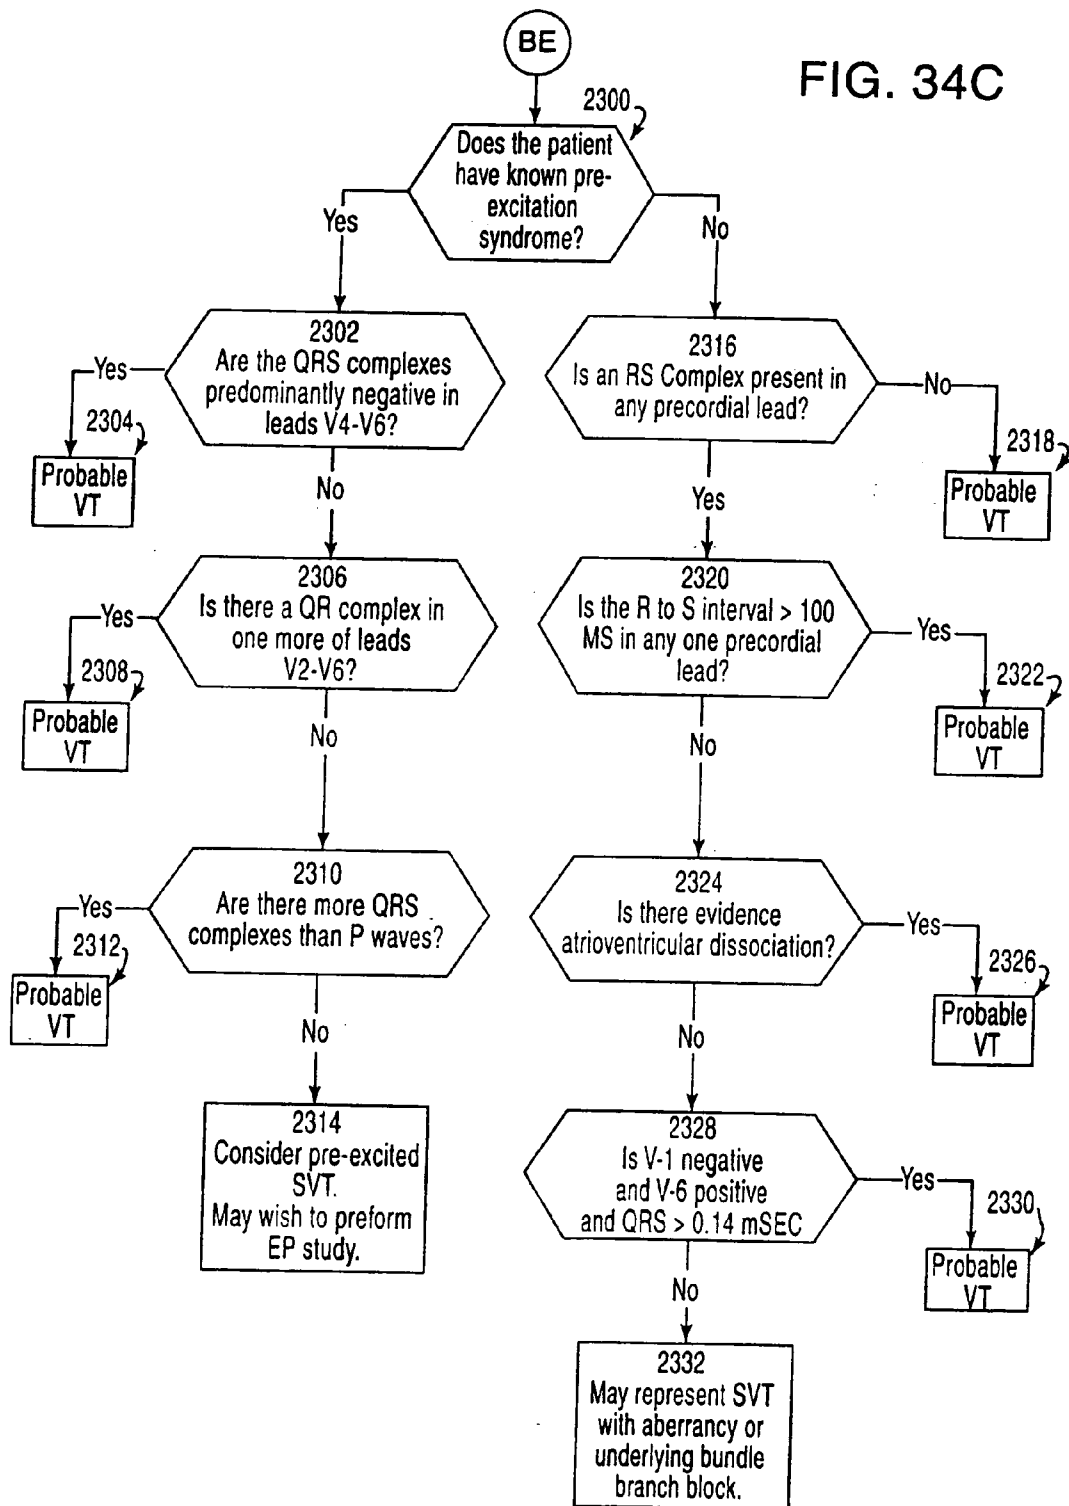 BE
FIG. 34C
2300
Does the patient
have known pre-
excitation
syndrome?
Yes
No
2302
Are the QRS complexes
predominantly negative in
leads V4-V6?
Yes
2304
Probable
VT
No
2316
Is an RS Complex present in
any precordial lead?
No
2318
Probable
VT
Yes
2306
Is there a QR complex in
one more of leads
V2-V6?
Yes
2308
Probable
VT
No
2320
Is the R to S interval > 100
MS in any one precordial
lead?
Yes
2322
Probable
VT
No
2310
Are there more QRS
complexes than P waves?
Yes
2312
Probable
VT
No
2324
Is there evidence
atrioventricular dissociation?
Yes
2326
Probable
VT
No
2314
Consider pre-excited
SVT.
May wish to preform
EP study.
2328
Is V-1 negative
and V-6 positive
and QRS > 0.14 mSEC
Yes
2330
Probable
VT
No
2332
May represent SVT
with aberrancy or
underlying bundle
branch block.